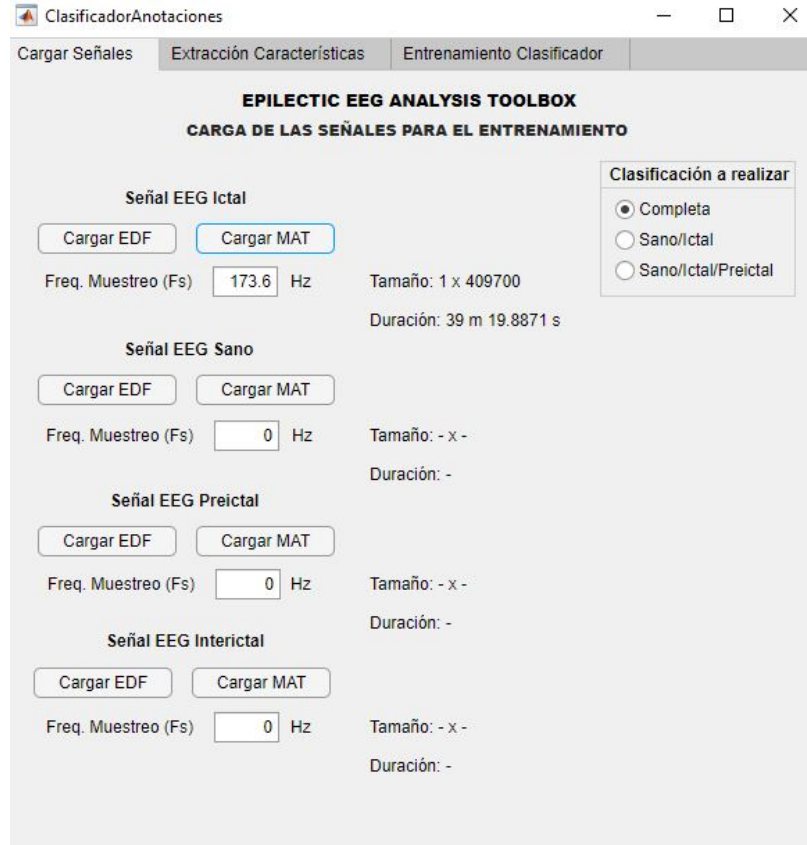 ClasificadorAnotaciones
Cargar Señales Extracción Características Entrenamiento Clasificador
EPILECTIC EEG ANALYSIS TOOLBOX
CARGA DE LAS SEÑALES PARA EL ENTRENAMIENTO
Clasificación a realizar
Completa
Sano/Ictal
Sano/Ictal/Preictal
Señal EEG Ictal
Cargar EDF Cargar MAT
Freq. Muestreo (Fs) 173.6 Hz Tamaño: 1 x 409700
Duración: 39 m 19.8871 s
Señal EEG Sano
Cargar EDF Cargar MAT
Freq. Muestreo (Fs) 0 Hz Tamaño: - x -
Duración: -
Señal EEG Preictal
Cargar EDF Cargar MAT
Freq. Muestreo (Fs) 0 Hz Tamaño: - x -
Duración: -
Señal EEG Interictal
Cargar EDF Cargar MAT
Freq. Muestreo (Fs) 0 Hz Tamaño: - x -
Duración: -